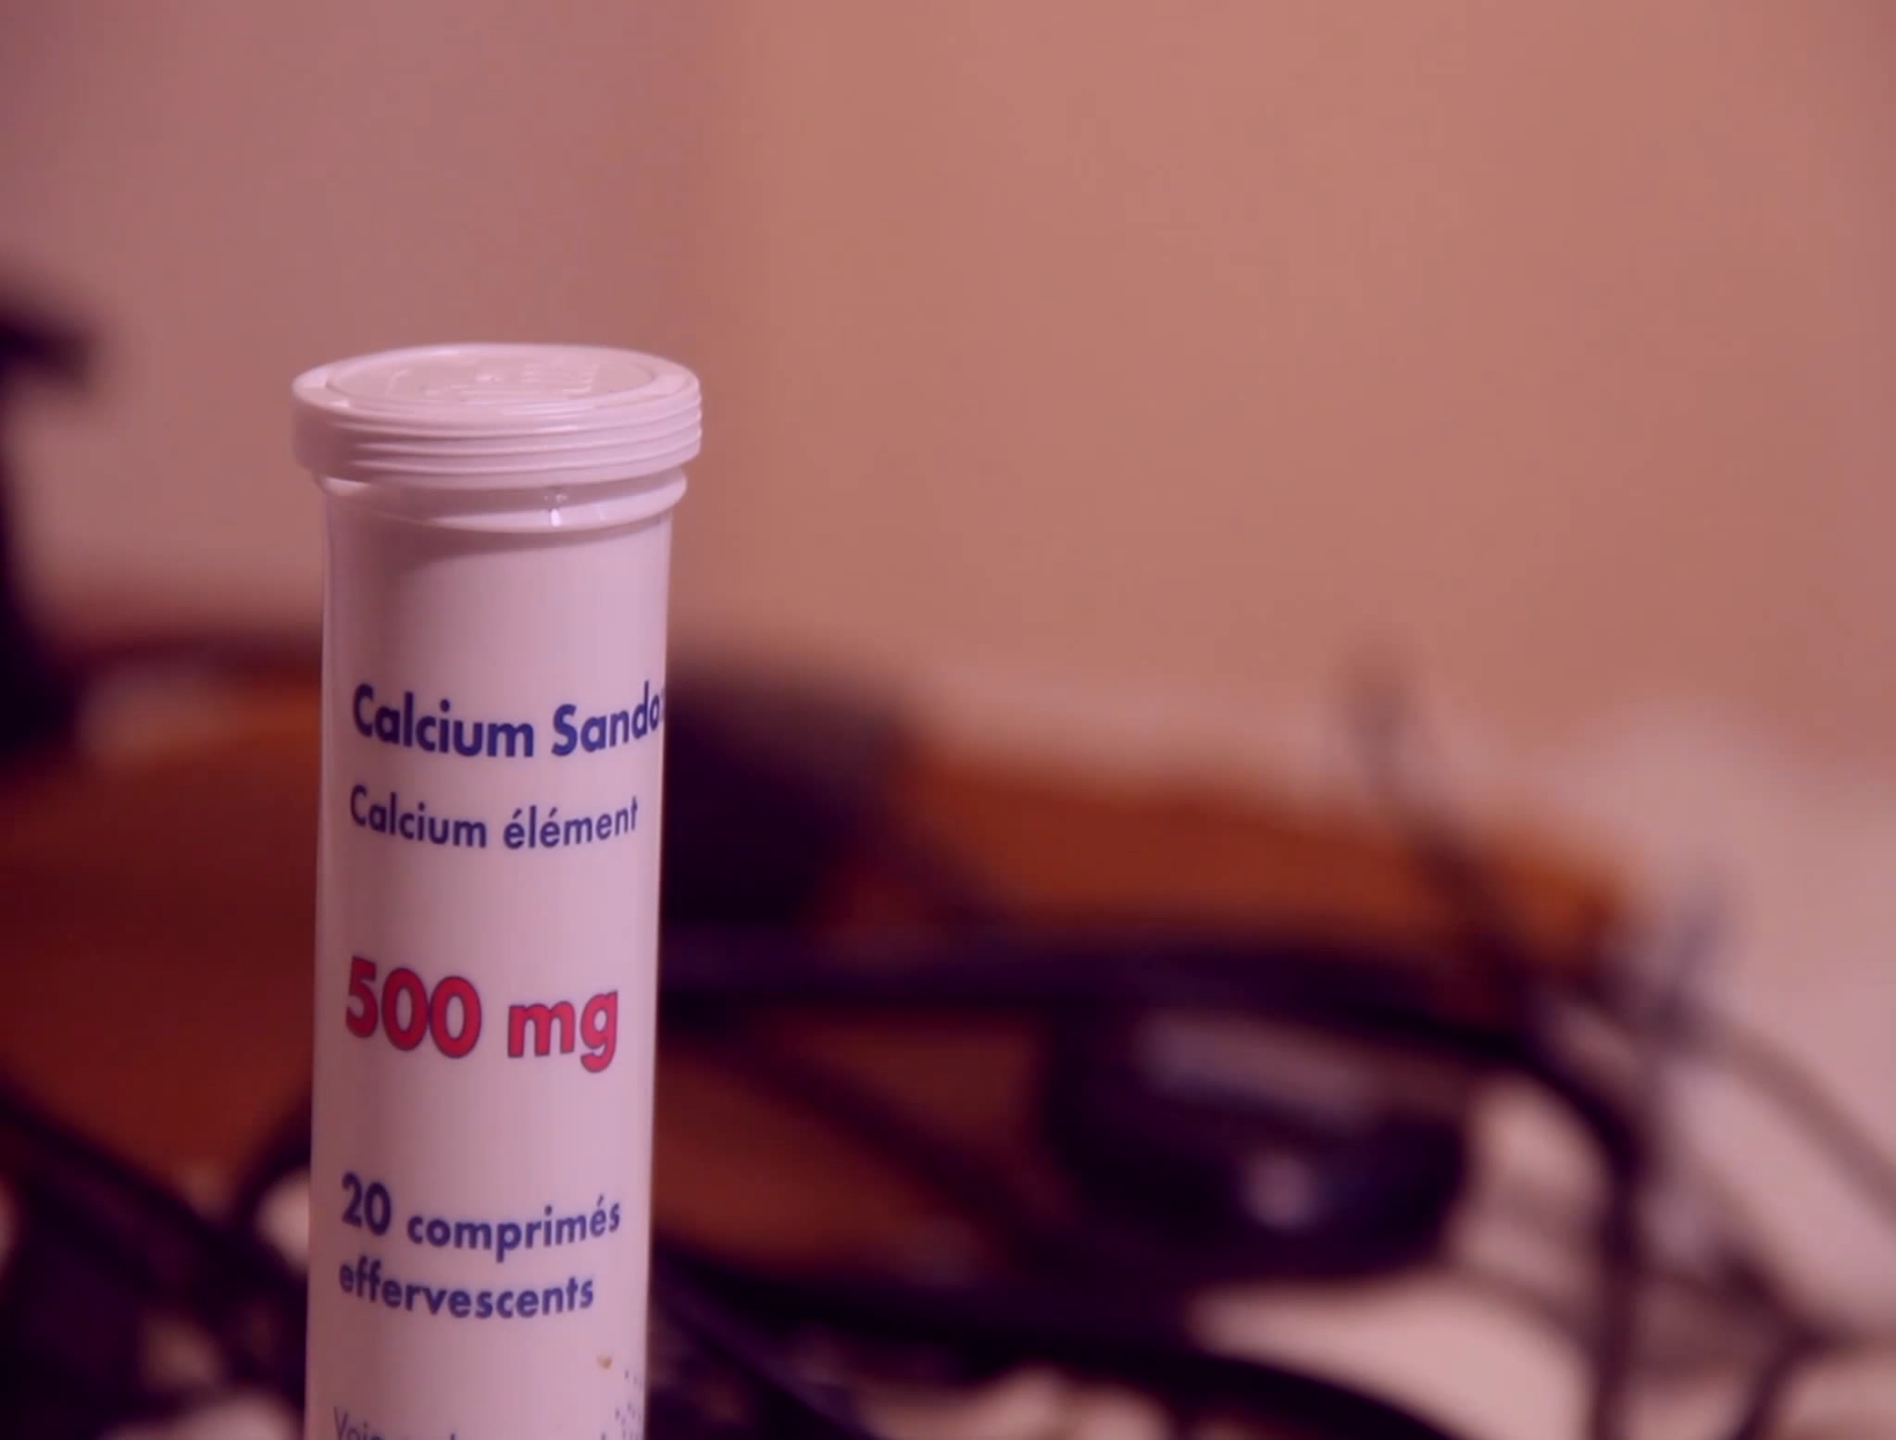 Calcium Sando
Calcium élément
500 mg
20 comprimés
effervescents